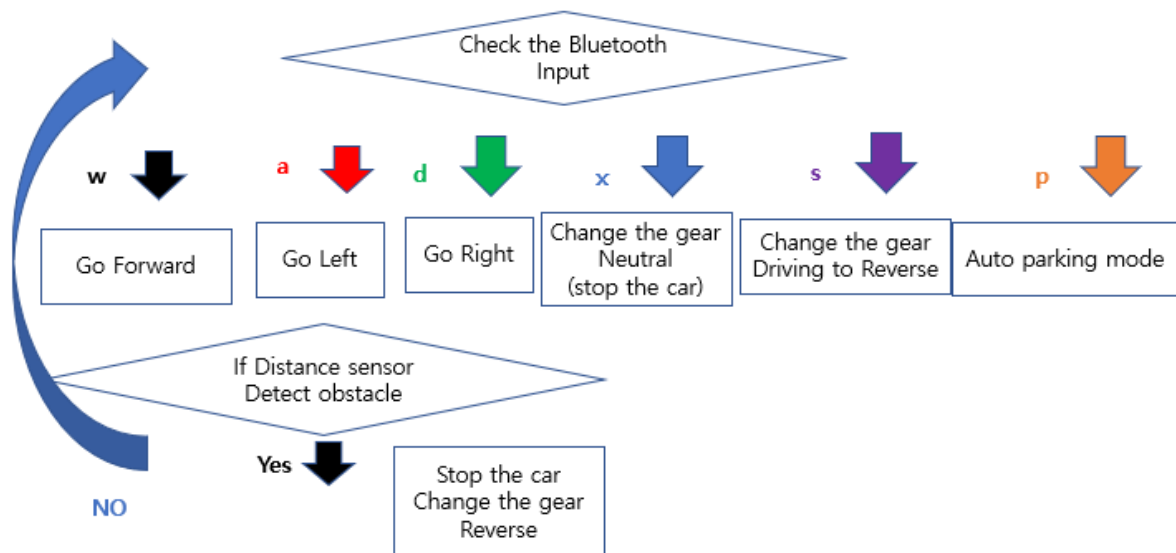 Check the Bluetooth
Input
w
a
d
x
s
p
Go Forward
Go Left
Go Right
Change the gear
Neutral
(stop the car)
Change the gear
Driving to Reverse
Auto parking mode
If Distance sensor
Detect obstacle
Yes
NO
Stop the car
Change the gear
Reverse